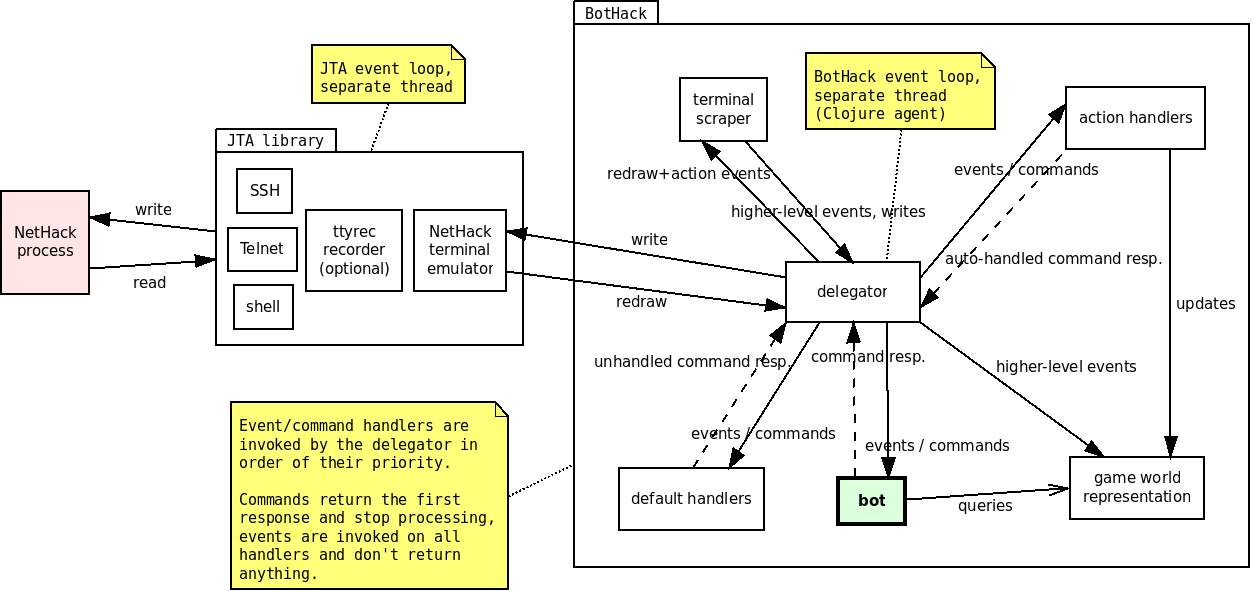 BotHack
JTA event loop,
separate thread
BotHack event loop,
separate thread
(Clojure agent)
terminal
scraper
action handlers
JTA library
SSH
Telnet
shell
ttyrec
recorder
(optional)
NetHack
terminal
emulator
NetHack
process
write
read
redraw+action events
higher-level events, writes
events / commands
auto-handled command resp.
write
redraw
delegator
updates
unhandled command resp.
command resp.
higher-level events
events / commands
events / commands
default handlers
bot
queries
game world
representation
Event/command handlers are
invoked by the delegator in
order of their priority.
Commands return the first
response and stop processing,
events are invoked on all
handlers and don't return
anything.